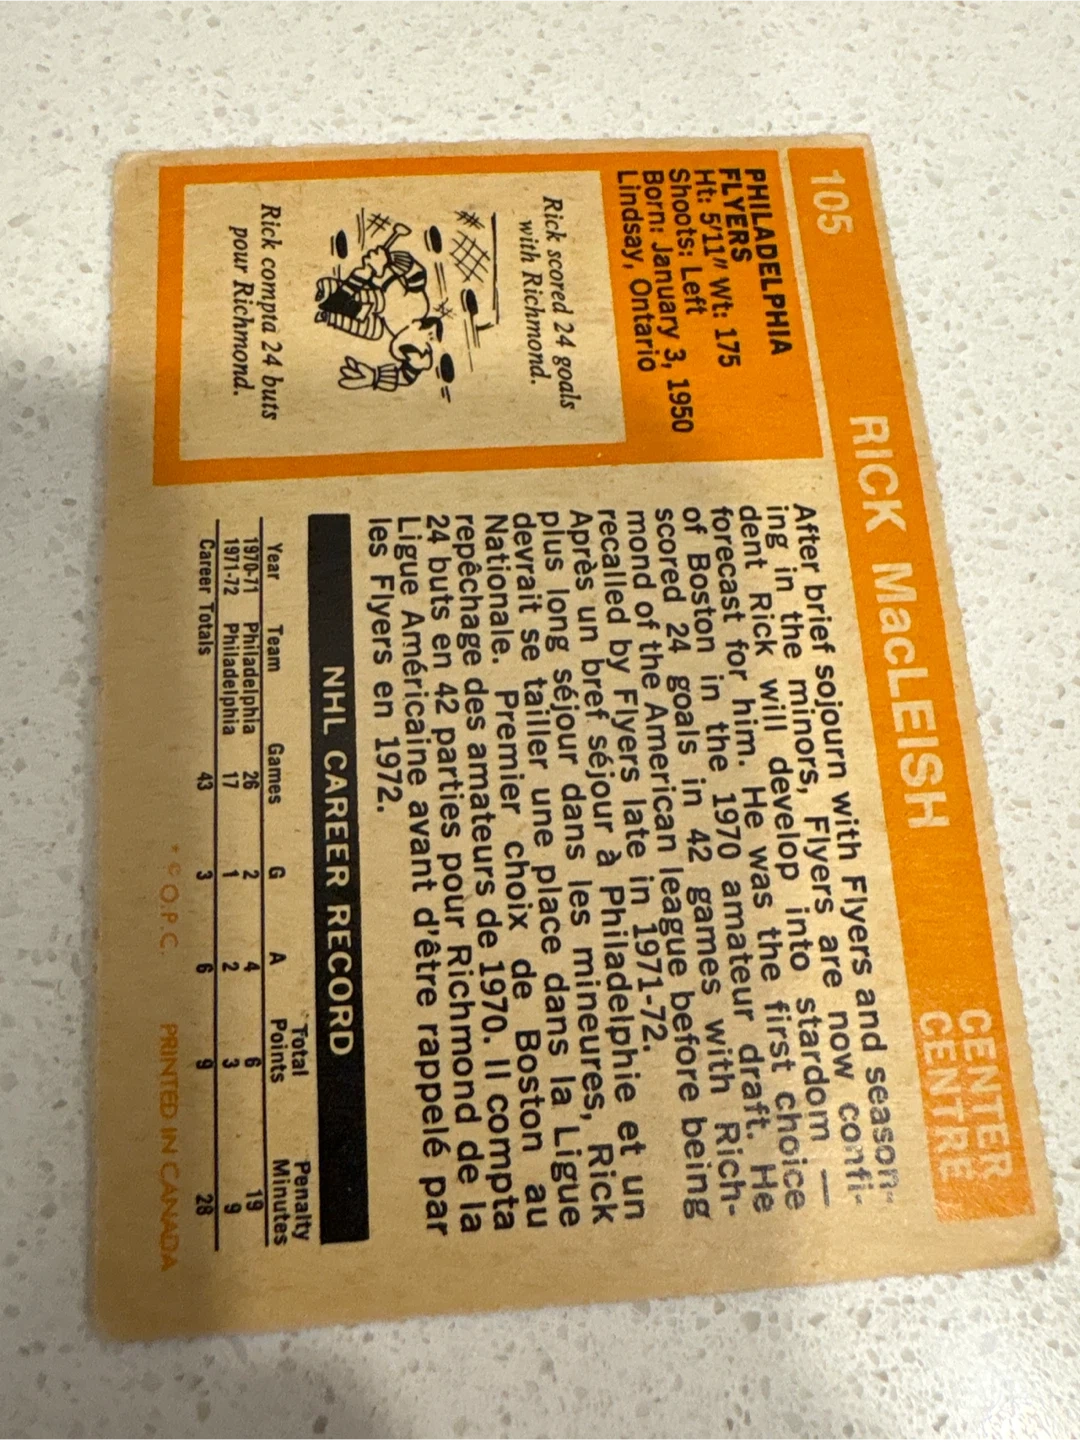 105
RICK MacLEISH
CENTER
CENTRE
PHILADELPHIA
FLYERS
Ht: 5'11" Wt: 175
Shoots: Left
Born: January 3, 1950
Lindsay, Ontario
Rick scored 24 goals
with Richmond.
Rick compta 24 buts
pour Richmond.
After brief sojourn with Flyers and season-
ing in the minors, Flyers are now confi-
dent Rick will develop into stardom —
forecast for him. He was the first choice
of Boston in the 1970 amateur draft. He
scored 24 goals in 42 games with Rich-
mond of the American league before being
recalled by Flyers late in 1971-72.
Après un bref séjour à Philadelphie et un
plus long séjour dans les mineures, Rick
devrait se tailler une place dans la Ligue
Nationale. Premier choix de Boston au
repêchage des amateurs de 1970. Il compta
24 buts en 42 parties pour Richmond de la
Ligue Américaine avant d'être rappelé par
les Flyers en 1972.
NHL CAREER RECORD
Year Team Games G A Total Points Penalty Minutes
1970-71 Philadelphia 26 2 4 6 19
1971-72 Philadelphia 17 1 2 3 9
Career Totals 43 3 6 9 28
* © O.P.C. PRINTED IN CANADA